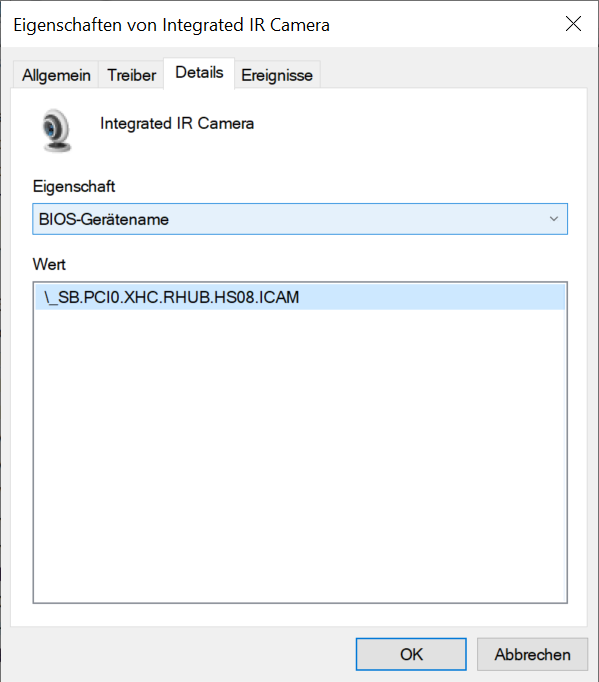 Eigenschaften von Integrated IR Camera
Allgemein Treiber Details Ereignisse
Integrated IR Camera
Eigenschaft
BIOS-Gerätename
Wert
\_SB.PCI0.XHC.RHUB.HS08.ICAM
OK Abbrechen